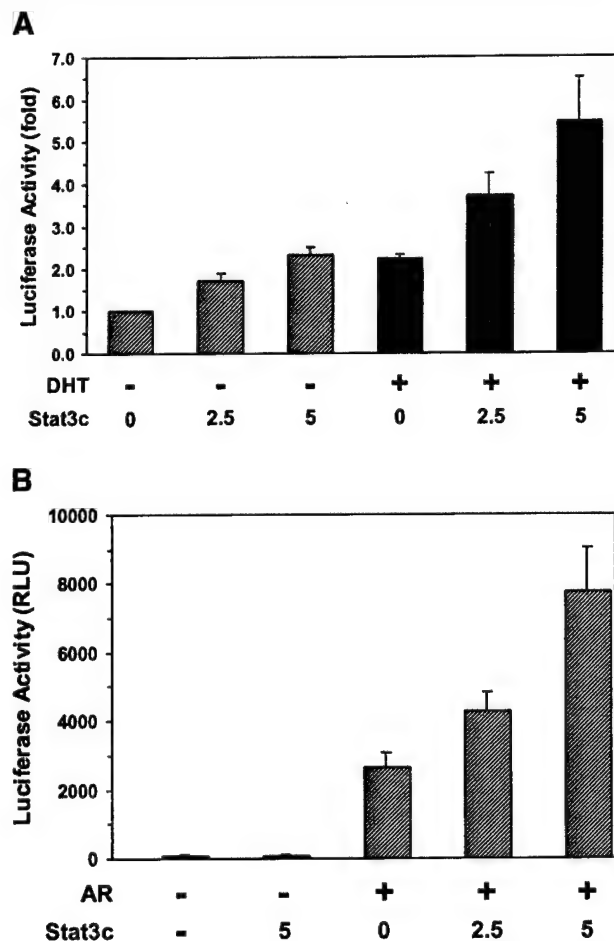 A
Luciferase Activity (fold)
7.0
6.0
5.0
4.0
3.0
2.0
1.0
0.0
DHT - - - + + +
Stat3c 0 2.5 5 0 2.5 5
B
Luciferase Activity (RLU)
10000
8000
6000
4000
2000
0
AR - - + + +
Stat3c - 5 0 2.5 5